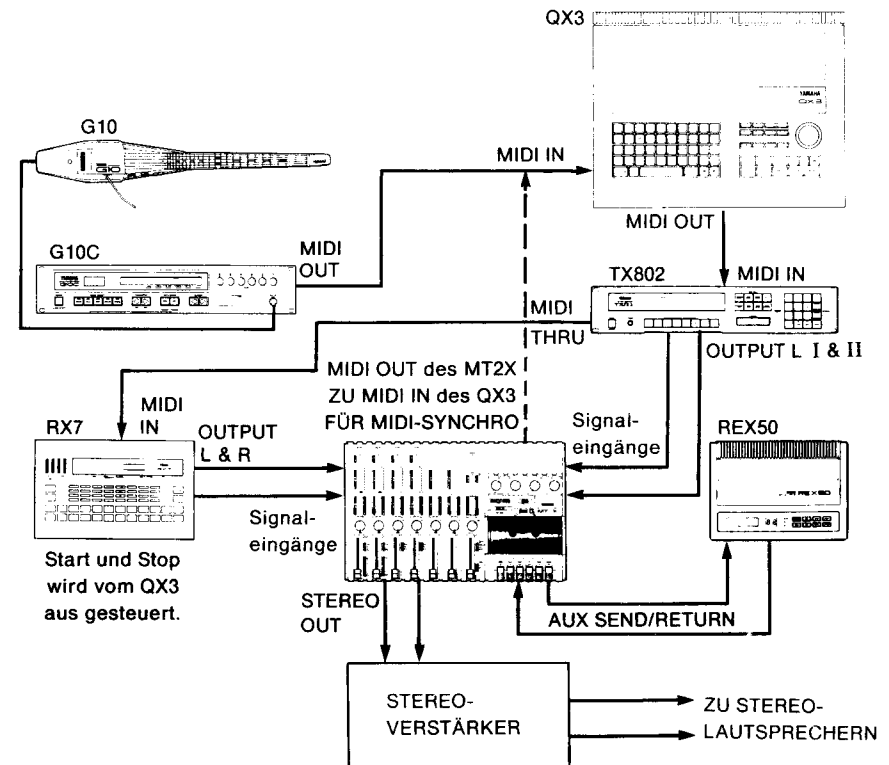 QX3
YAMAHA
QX3
G10
MIDI IN
MIDI OUT
G10C
MIDI
OUT
TX802
MIDI IN
MIDI
THRU
OUTPUT L I & II
MIDI OUT des MT2X
ZU MIDI IN des QX3
FÜR MIDI-SYNCHRO
RX7
MIDI
IN
OUTPUT
L & R
Signal-
eingänge
REX50
Signal-
eingänge
Start und Stop
wird vom QX3
aus gesteuert.
STEREO
OUT
AUX SEND/RETURN
STEREO-
VERSTÄRKER
ZU STEREO-
LAUTSPRECHERN